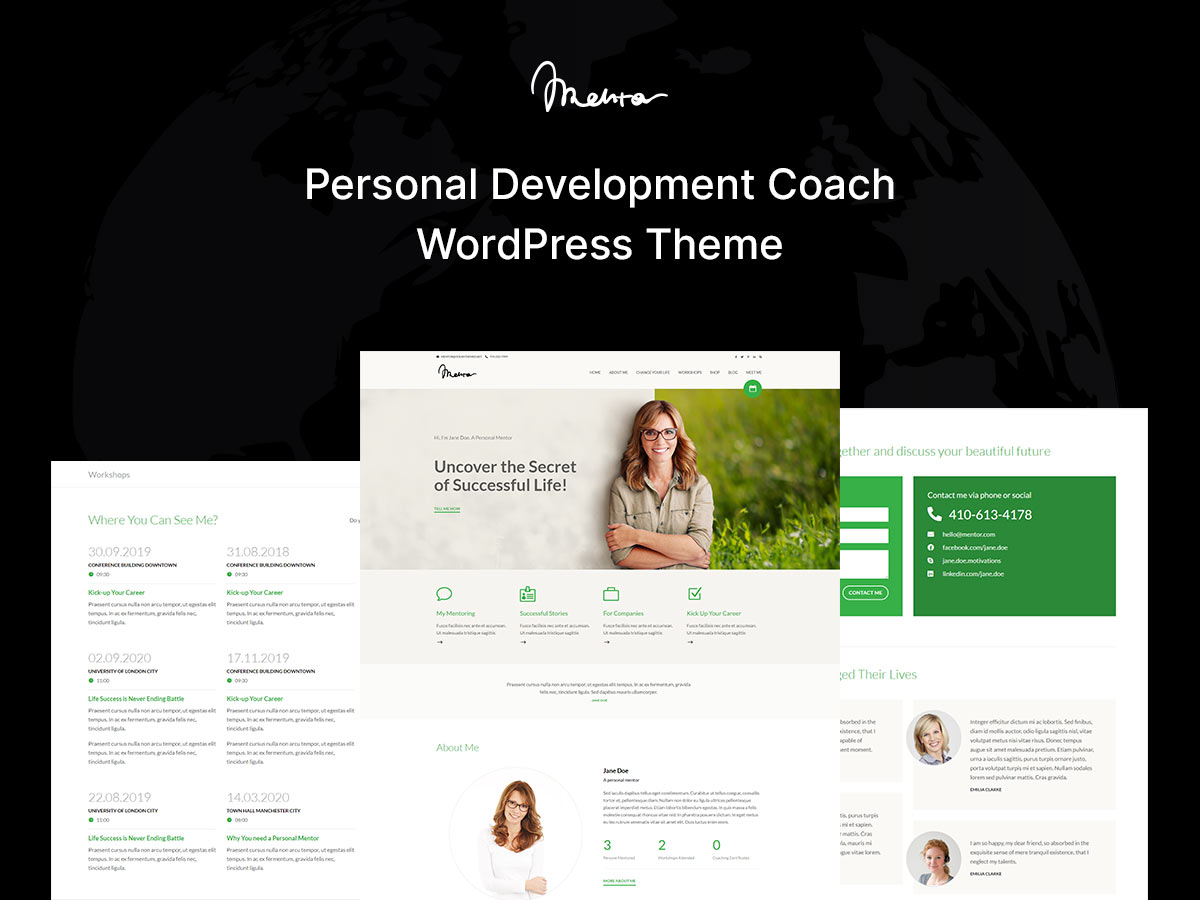 Mentor
Personal Development Coach
WordPress Theme
Workshops
Where You Can See Me?
30.09.2019
CONFERENCE BUILDING DOWNTOWN
09:30
Kick-up Your Career
Praesent cursus nulla non arcu tempor, ut egestas elit
tempus. In ac ex fermentum, gravida felis nec,
tincidunt ligula.
31.08.2018
CONFERENCE BUILDING DOWNTOWN
09:30
Kick-up Your Career
Praesent cursus nulla non arcu tempor, ut egestas elit
tempus. In ac ex fermentum, gravida felis nec,
tincidunt ligula.
02.09.2020
UNIVERSITY OF LONDON CITY
11:00
Life Success is Never Ending Battle
Praesent cursus nulla non arcu tempor, ut egestas elit
tempus. In ac ex fermentum, gravida felis nec,
tincidunt ligula.
Praesent cursus nulla non arcu tempor, ut egestas elit
tempus. In ac ex fermentum, gravida felis nec,
tincidunt ligula.
17.11.2019
CONFERENCE BUILDING DOWNTOWN
09:30
Kick-up Your Career
Praesent cursus nulla non arcu tempor, ut egestas elit
tempus. In ac ex fermentum, gravida felis nec,
tincidunt ligula.
Praesent cursus nulla non arcu tempor, ut egestas elit
tempus. In ac ex fermentum, gravida felis nec,
tincidunt ligula.
22.08.2019
UNIVERSITY OF LONDON CITY
11:00
Life Success is Never Ending Battle
Praesent cursus nulla non arcu tempor, ut egestas elit
tempus. In ac ex fermentum, gravida felis nec,
tincidunt ligula.
14.03.2020
TOWN HALL MANCHESTER CITY
08:00
Why You need a Personal Mentor
Praesent cursus nulla non arcu tempor, ut egestas elit
tempus. In ac ex fermentum, gravida felis nec,
tincidunt ligula.
Mentor
HOME ABOUT ME CHANGE YOUR LIFE WORKSHOPS SHOP BLOG MEET ME
Hi, I'm Jane Doe. A Personal Mentor
Uncover the Secret
of Successful Life!
TELL ME NOW
My Mentoring
Fusce facilisis nec ante et accumsan.
Ut malesuada tristique sagittis
Successful Stories
Fusce facilisis nec ante et accumsan.
Ut malesuada tristique sagittis
For Companies
Fusce facilisis nec ante et accumsan.
Ut malesuada tristique sagittis
Kick Up Your Career
Fusce facilisis nec ante et accumsan.
Ut malesuada tristique sagittis
Praesent cursus nulla non arcu tempor, ut egestas elit tempus. In ac ex fermentum, gravida
felis nec, tincidunt ligula. Sed dapibus mauris ullamcorper.
About Me
Jane Doe
A personal mentor
Sed iaculis dapibus tellus eget condimentum. Curabitur ut tellus congue, convallis
tortor et, pellentesque diam. Nullam non dolor eu ligula ultrices pellentesque
3
Persons Mentored
2
Workshops Attended
0
Coaching Certificates
MORE ABOUT ME
ether and discuss your beautiful future
CONTACT ME
Contact me via phone or social
410-613-4178
hello@mentor.com
facebook.com/jane.doe
jane.doe.motivations
linkedin.com/jane.doe
ged Their Lives
Integer efficitur dictum mi ac lobortis. Sed finibus,
diam id mollis auctor, odio ligula sagittis nisl, vitae
volutpat metus nisi vitae risus. Donec tempus
augue sit amet malesuada pretium. Etiam pulvinar,
urna a iaculis sagittis, purus turpis ornare justo,
porta volutpat turpis mi et sapien. Nullam sodales
lorem sed pulvinar mattis. Cras gravida.
EMILIA CLARKE
I am so happy, my dear friend, so absorbed in the
exquisite sense of mere tranquil existence, that I
neglect my talents.
EMILIA CLARKE